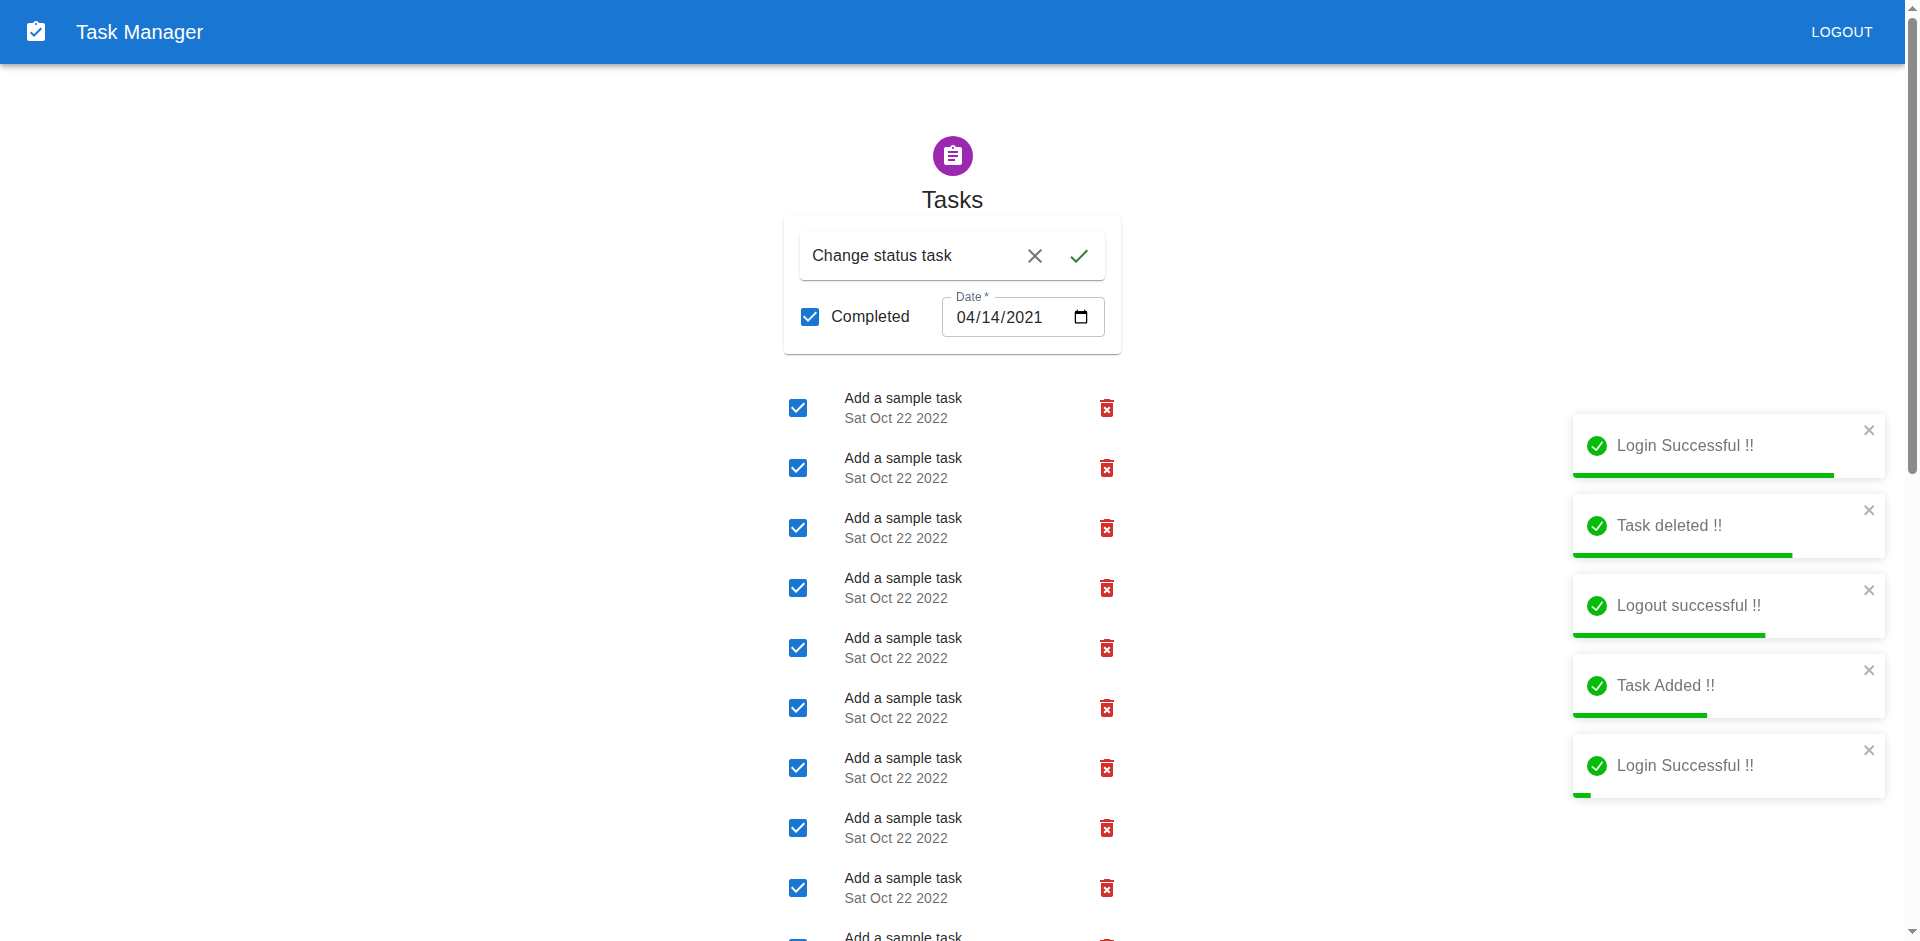 Task Manager
LOGOUT
Tasks
Change status task
Date *
Completed
04/14/2021
Add a sample task
Sat Oct 22 2022
Add a sample task
Sat Oct 22 2022
Add a sample task
Sat Oct 22 2022
Add a sample task
Sat Oct 22 2022
Add a sample task
Sat Oct 22 2022
Add a sample task
Sat Oct 22 2022
Add a sample task
Sat Oct 22 2022
Add a sample task
Sat Oct 22 2022
Add a sample task
Sat Oct 22 2022
Add a sample task
Login Successful !!
Task deleted !!
Logout successful !!
Task Added !!
Login Successful !!